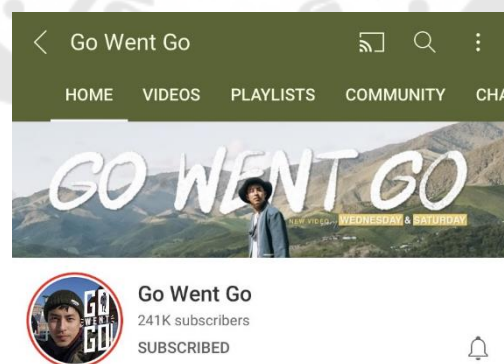 Go Went Go
HOME VIDEOS PLAYLISTS COMMUNITY CHA
GO WENT GO
NEW VIDEO WEDNESDAY & SATURDAY
GO
WENT
GO!
Go Went Go
241K subscribers
SUBSCRIBED